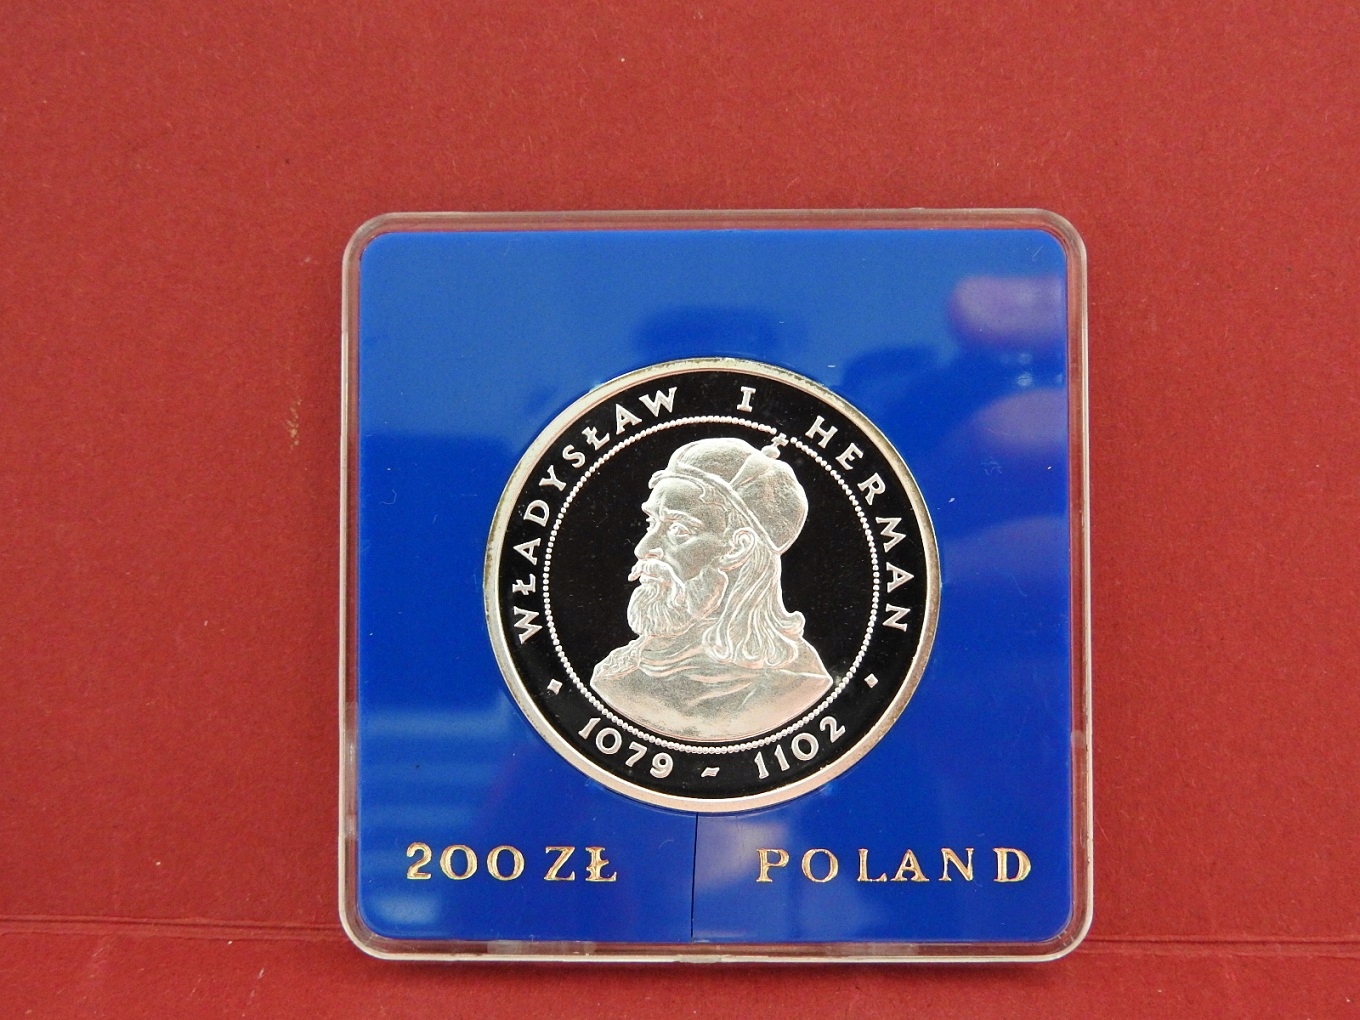 WŁADYSŁAW I HERMAN
1079 - 1102
200 ZŁ POLAND